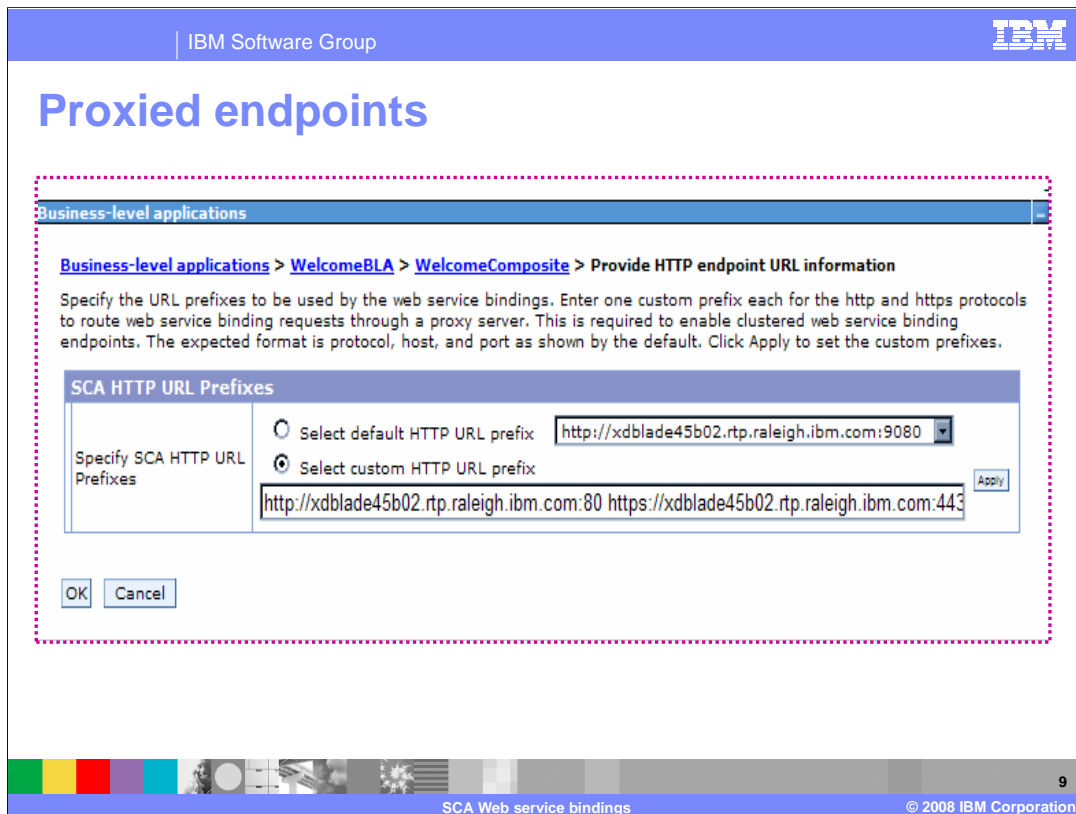 IBM Software Group
IBM
Proxied endpoints
Business-level applications
Business-level applications > WelcomeBLA > WelcomeComposite > Provide HTTP endpoint URL information
Specify the URL prefixes to be used by the web service bindings. Enter one custom prefix each for the http and https protocols
to route web service binding requests through a proxy server. This is required to enable clustered web service binding
endpoints. The expected format is protocol, host, and port as shown by the default. Click Apply to set the custom prefixes.
SCA HTTP URL Prefixes
Specify SCA HTTP URL
Prefixes
Select default HTTP URL prefix
http://xdblade45b02.rtp.raleigh.ibm.com:9080
Select custom HTTP URL prefix
http://xdblade45b02.rtp.raleigh.ibm.com:80 https://xdblade45b02.rtp.raleigh.ibm.com:443
Apply
OK
Cancel
9
SCA Web service bindings
© 2008 IBM Corporation